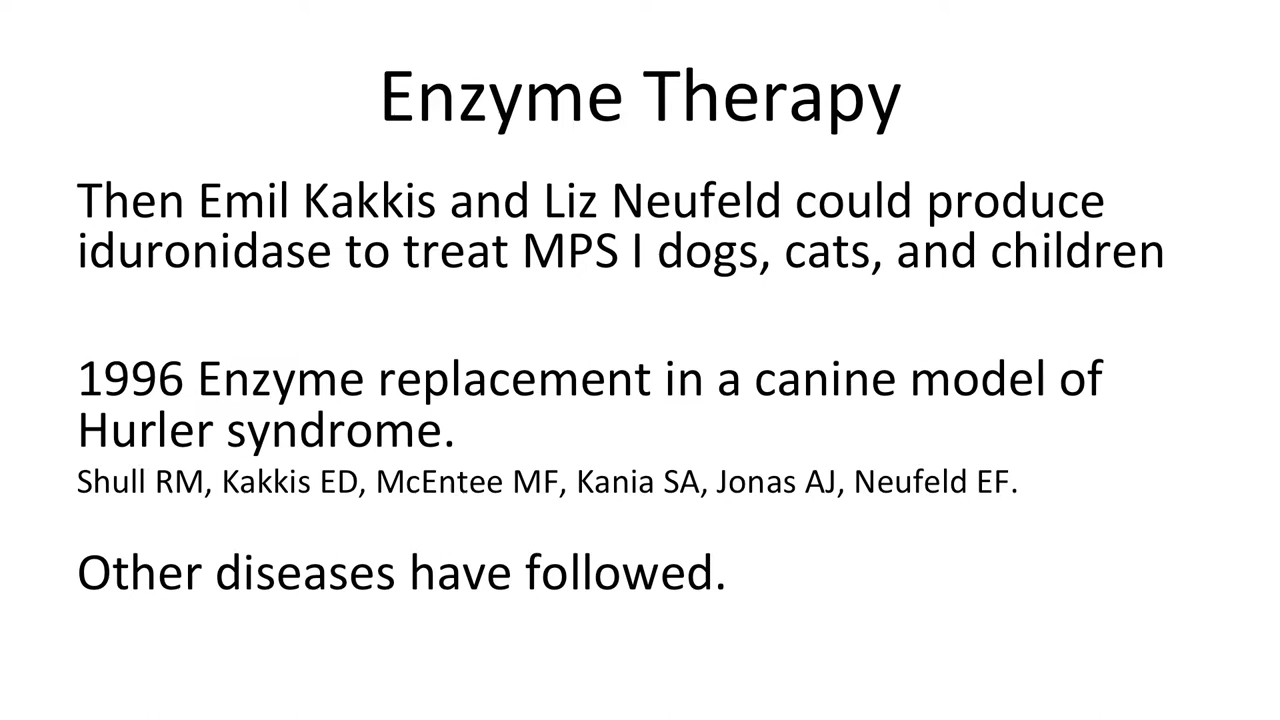 Enzyme Therapy
Then Emil Kakkis and Liz Neufeld could produce
iduronidase to treat MPS I dogs, cats, and children
1996 Enzyme replacement in a canine model of
Hurler syndrome.
Shull RM, Kakkis ED, McEntee MF, Kania SA, Jonas AJ, Neufeld EF.
Other diseases have followed.